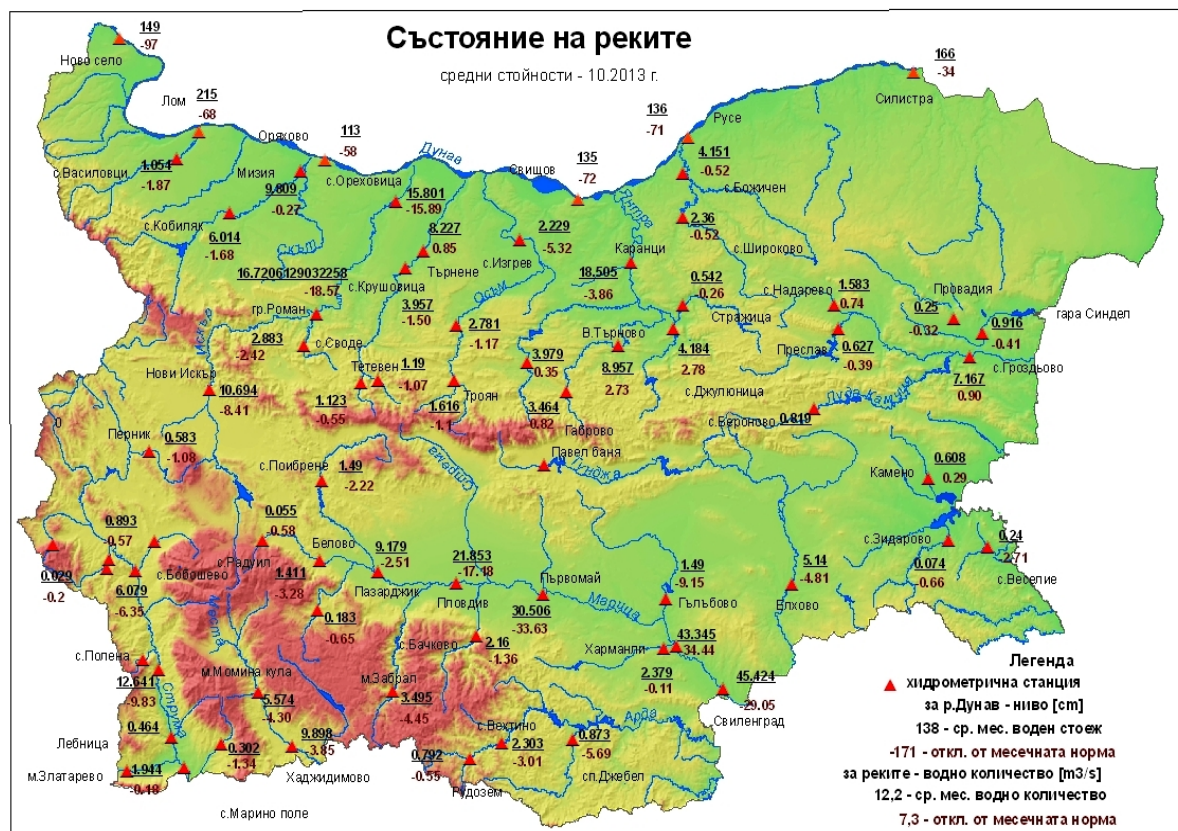 Състояние на реките
средни стойности - 10.2013 г.
149
-97
Ново село
166
-34
Силистра
Лом
215
-68
136
-71
Русе
Оряхово
113
-58
Дунав
Свищов
135
-72
4.151
-0.52
с.Божичен
с.Василовци
1.054
-1.87
Мизия
9.809
-0.27
с.Ореховица
15.801
-15.89
Янтра
2.36
-0.52
с.Широково
с.Кобиляк
6.014
-1.68
Скът
8.227
0.85
Търнене
с.Изгрев
2.229
-5.32
Каранци
18.505
-3.86
16.7206129032258
-18.57
с.Крушовица
3.957
-1.50
Осъм
0.542
0.26
Стражица
с.Надарево
1.583
0.74
Провадия
0.25
-0.32
0.916
-0.41
гара Синдел
гр.Роман
2.883
-2.42
с.Своде
2.781
-1.17
В.Търново
8.957
2.73
4.184
2.78
с.Джулюница
Преслав
0.627
-0.39
с.Гроздьово
7.167
0.90
Искър
Нови Искър
10.694
-8.41
Тетевен
1.19
-1.07
1.123
-0.55
Троян
1.616
-1.1
3.979
0.35
3.464
0.82
Габрово
Луда Камчия
с.Вероново
0.819
Перник
0.583
-1.08
с.Поибрене
1.49
-2.22
Стряма
Павел баня
Тунджа
Камено
0.608
0.29
0.893
-0.57
0.055
-0.58
с.Радуил
Белово
1.411
-3.28
9.179
-2.51
Пазарджик
21.853
-17.18
Пловдив
Първомай
30.506
-33.63
Марица
1.49
-9.15
Гълъбово
5.14
-4.81
Елхово
с.Зидарово
0.074
0.66
0.24
-2.71
с.Веселие
0.029
-0.2
с.Бобошево
6.079
-6.35
Места
0.183
-0.65
с.Бачково
2.16
-1.36
Харманли
43.345
-34.44
2.379
-0.11
45.424
-29.05
Свиленград
с.Полена
12.641
-9.83
Струма
м.Момина кула
5.574
-4.30
м.Забрал
3.495
-4.45
Арда
с.Вехтино
2.303
-3.01
0.873
-5.69
сп.Джебел
Лебница
0.464
0.302
-1.34
9.898
-3.85
Хаджидимово
0.792
-0.55
Рудозем
м.Златарево
1.944
-0.48
с.Марино поле
Легенда
хидрометрична станция
за р.Дунав - ниво [cm]
138 - ср. мес. воден стоеж
-171 - откл. от месечната норма
за реките - водно количество [m3/s]
12,2 - ср. мес. водно количество
7,3 - откл. от месечната норма